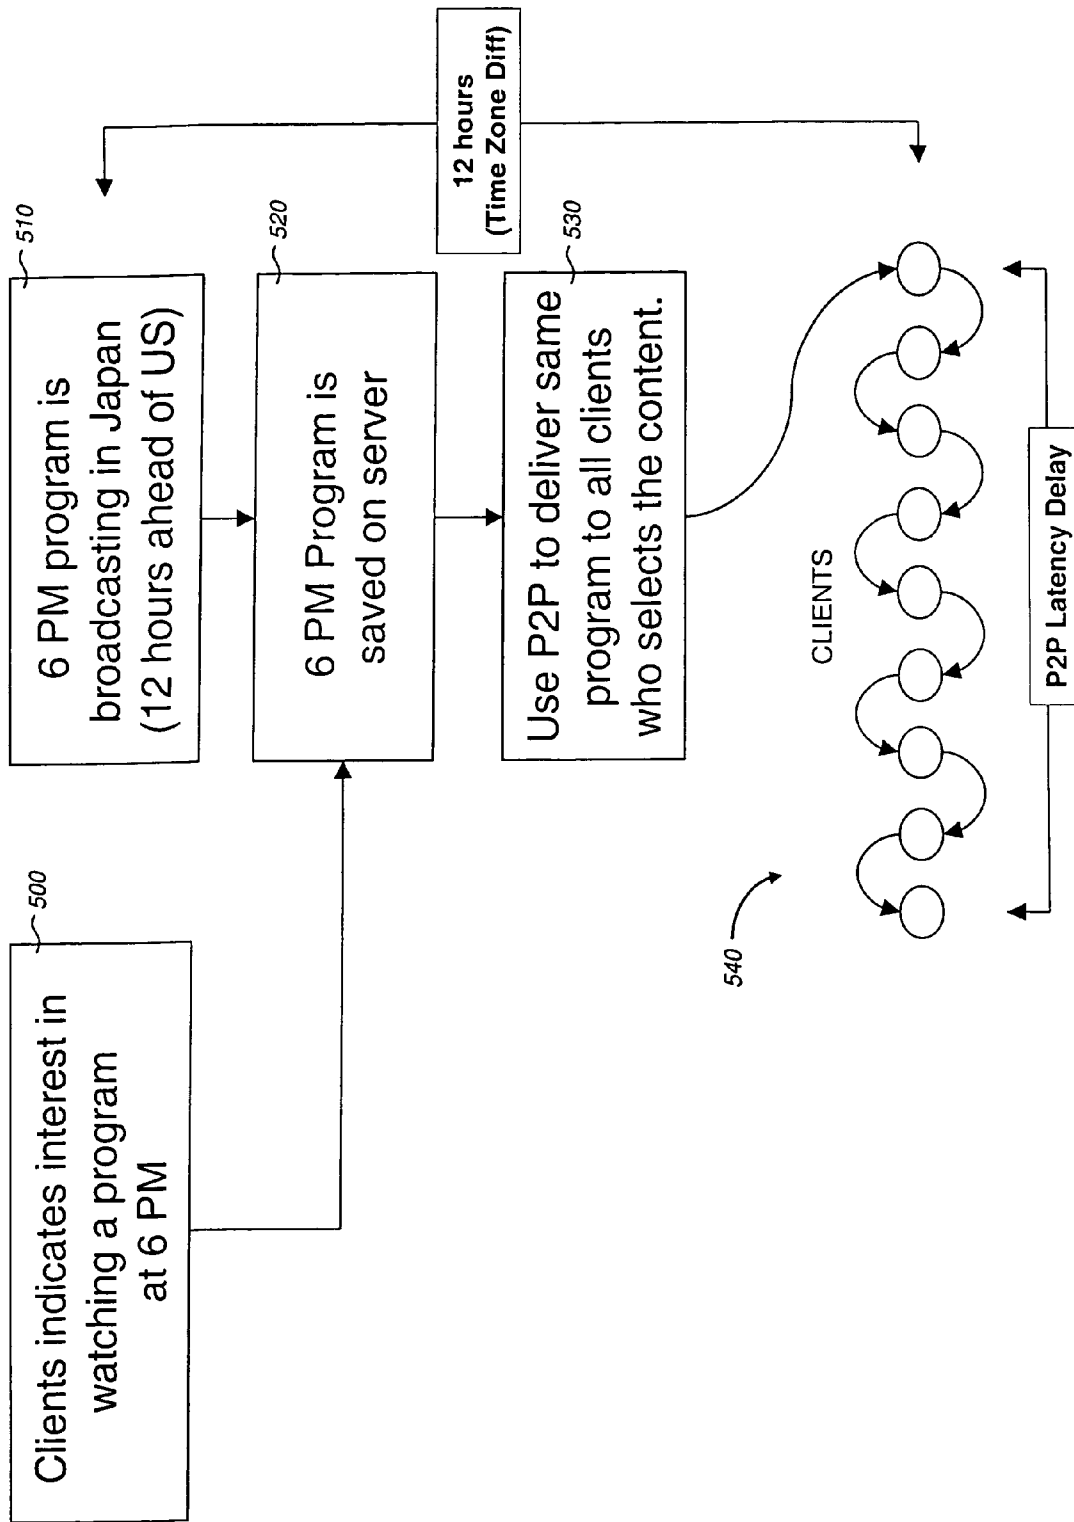 Clients indicates interest in
watching a program
at 6 PM
500
6 PM program is
broadcasting in Japan
(12 hours ahead of US)
510
6 PM Program is
saved on server
520
Use P2P to deliver same
program to all clients
who selects the content.
530
12 hours
(Time Zone Diff)
CLIENTS
540
P2P Latency Delay